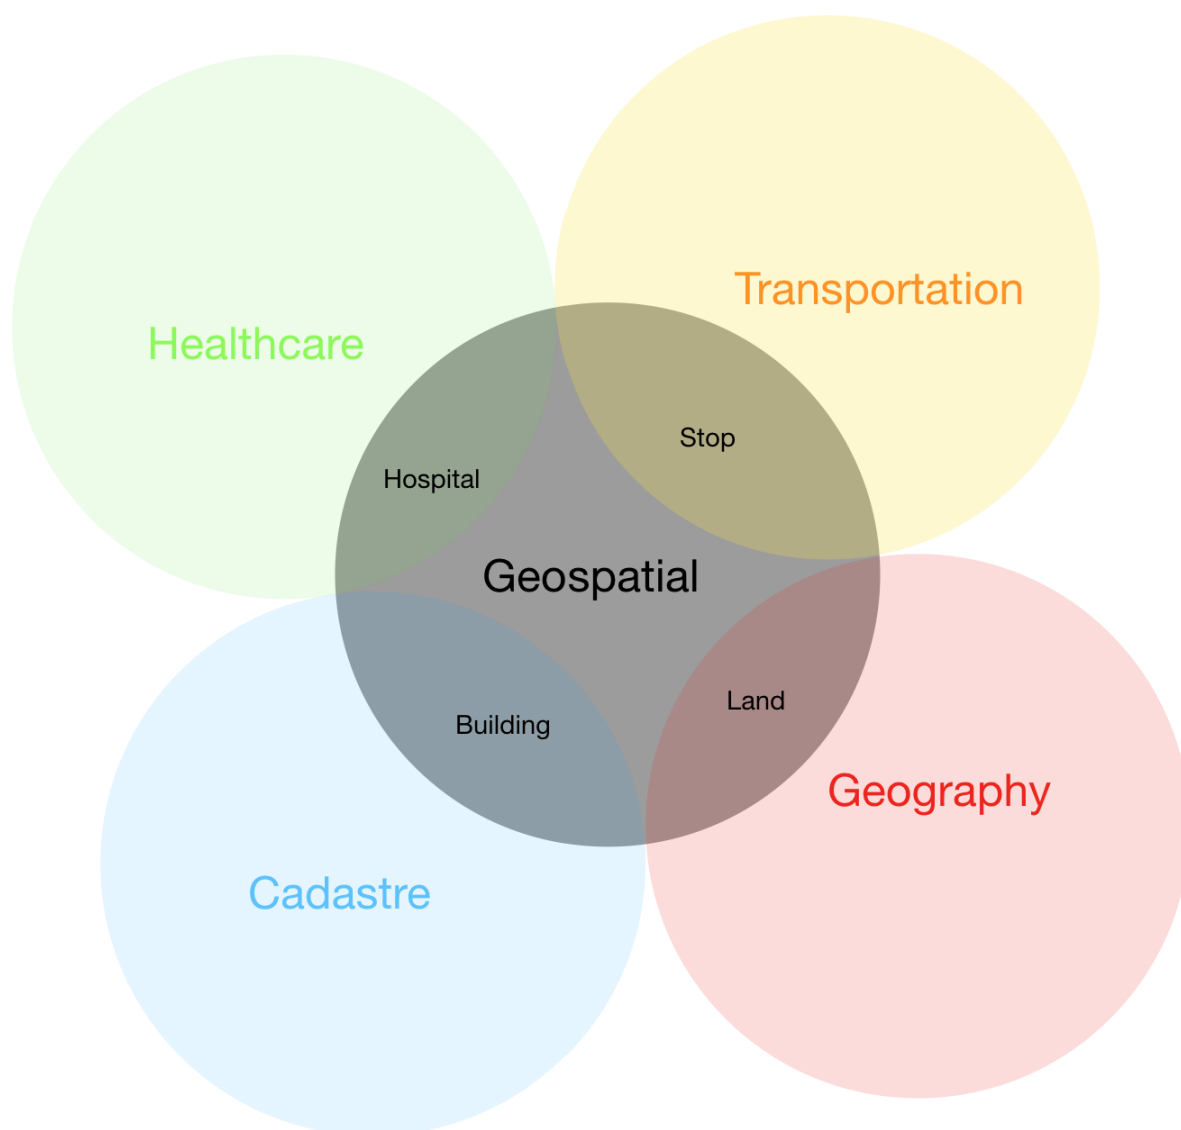 Transportation
Healthcare
Stop
Hospital
Geospatial
Land
Building
Geography
Cadastre